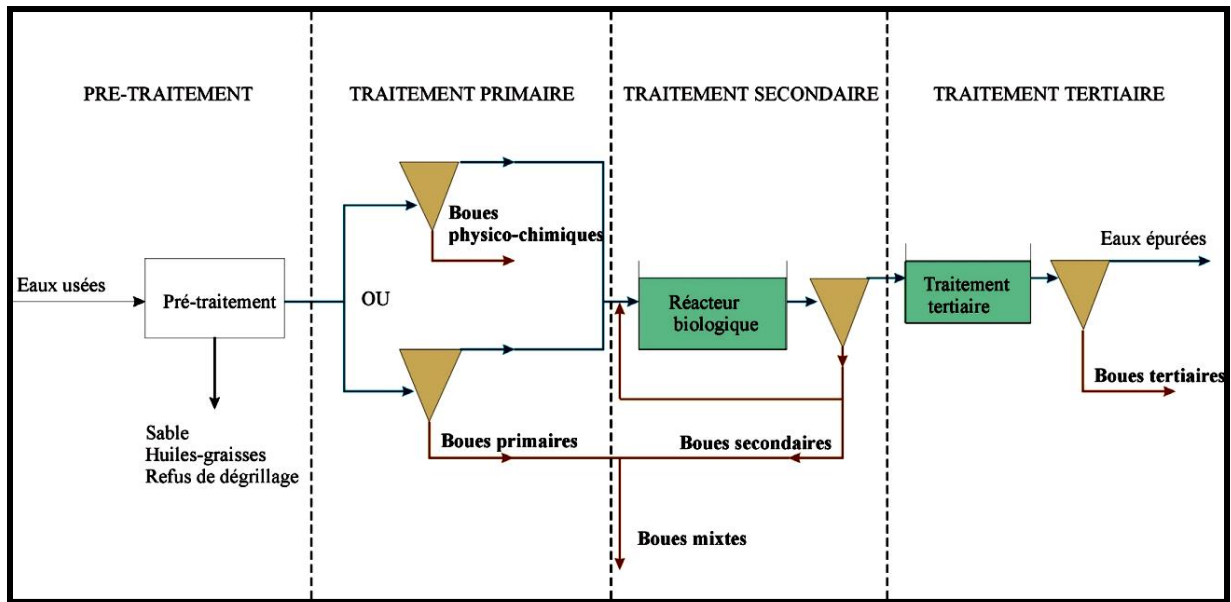 PRE-TRAITEMENT
TRAITEMENT PRIMAIRE
TRAITEMENT SECONDAIRE
TRAITEMENT TERTIAIRE
Eaux usées
Pré-traitement
Sable
Huiles-graisses
Refus de dégrillage
OU
Boues
physico-chimiques
Boues primaires
Réacteur
biologique
Boues secondaires
Boues mixtes
Traitement
tertiaire
Eaux épurées
Boues tertiaires